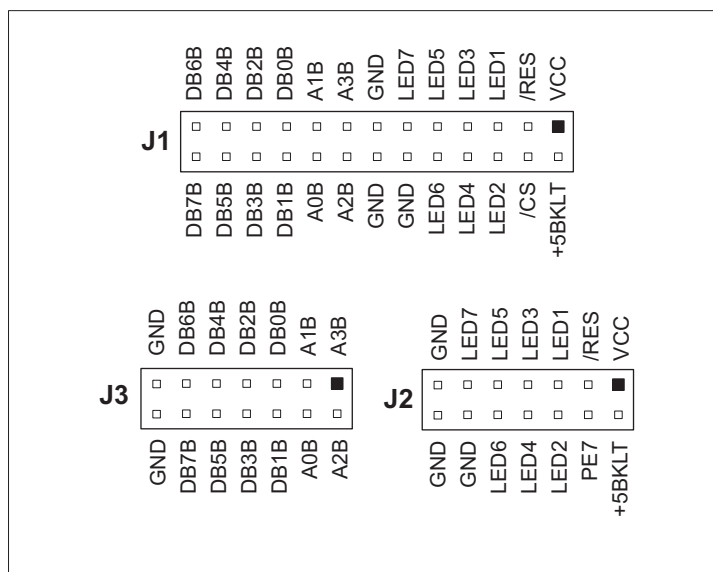 DB6B DB4B DB2B DB0B A1B A3B GND LED7 LED5 LED3 LED1 /RES VCC
J1
DB7B DB5B DB3B DB1B A0B A2B GND GND LED6 LED4 LED2 /CS +5BKLT
GND DB6B DB4B DB2B DB0B A1B A3B
J3
GND DB7B DB5B DB3B DB1B A0B A2B
GND LED7 LED5 LED3 LED1 /RES VCC
J2
GND GND LED6 LED4 LED2 PE7 +5BKLT